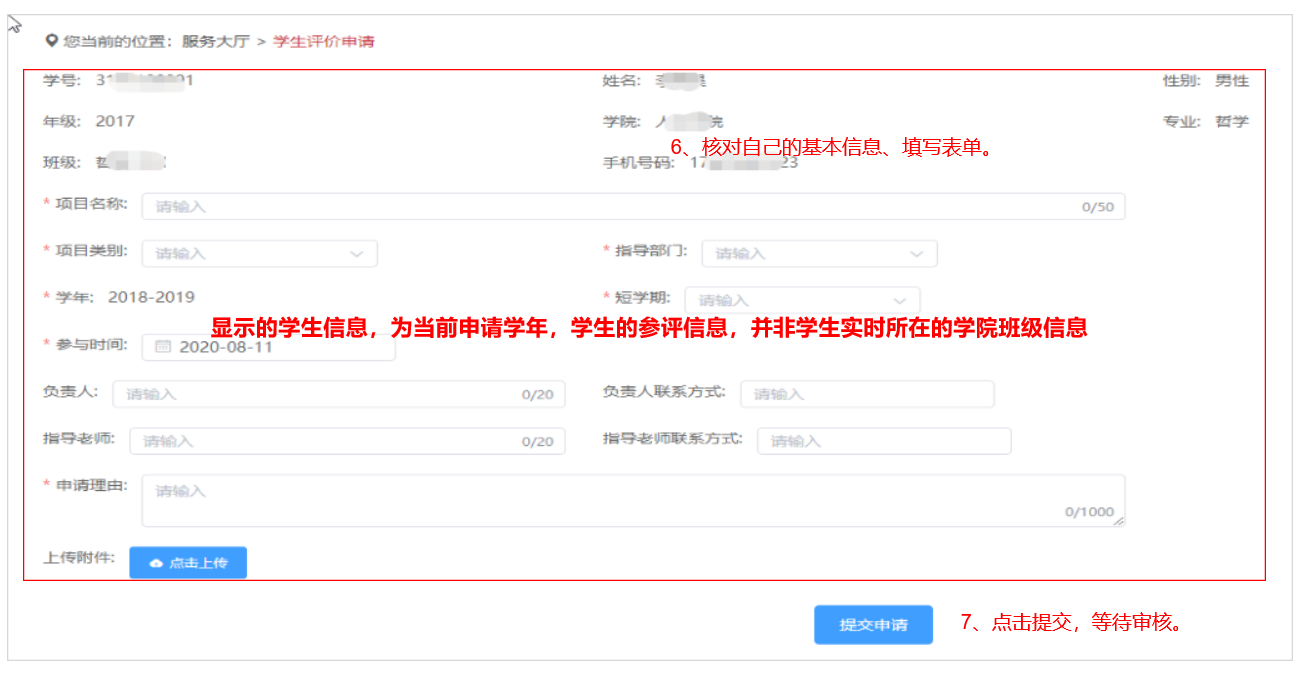 您当前的位置：服务大厅 > 学生评价申请
学号： 31 1
姓名： 李
性别： 男性
年级： 2017
学院： 人 院
专业： 哲学
6、核对自己的基本信息、填写表单。
班级： 哲
手机号码： 17 23
* 项目名称： 请输入 0/50
* 项目类别： 请输入
* 指导部门： 请输入
* 学年： 2018-2019
* 短学期： 请输入
显示的学生信息，为当前申请学年，学生的参评信息，并非学生实时所在的学院班级信息
* 参与时间： 2020-08-11
负责人： 请输入 0/20
负责人联系方式： 请输入
指导老师： 请输入 0/20
指导老师联系方式： 请输入
* 申请理由： 请输入
0/1000
上传附件： 点击上传
提交申请
7、点击提交，等待审核。